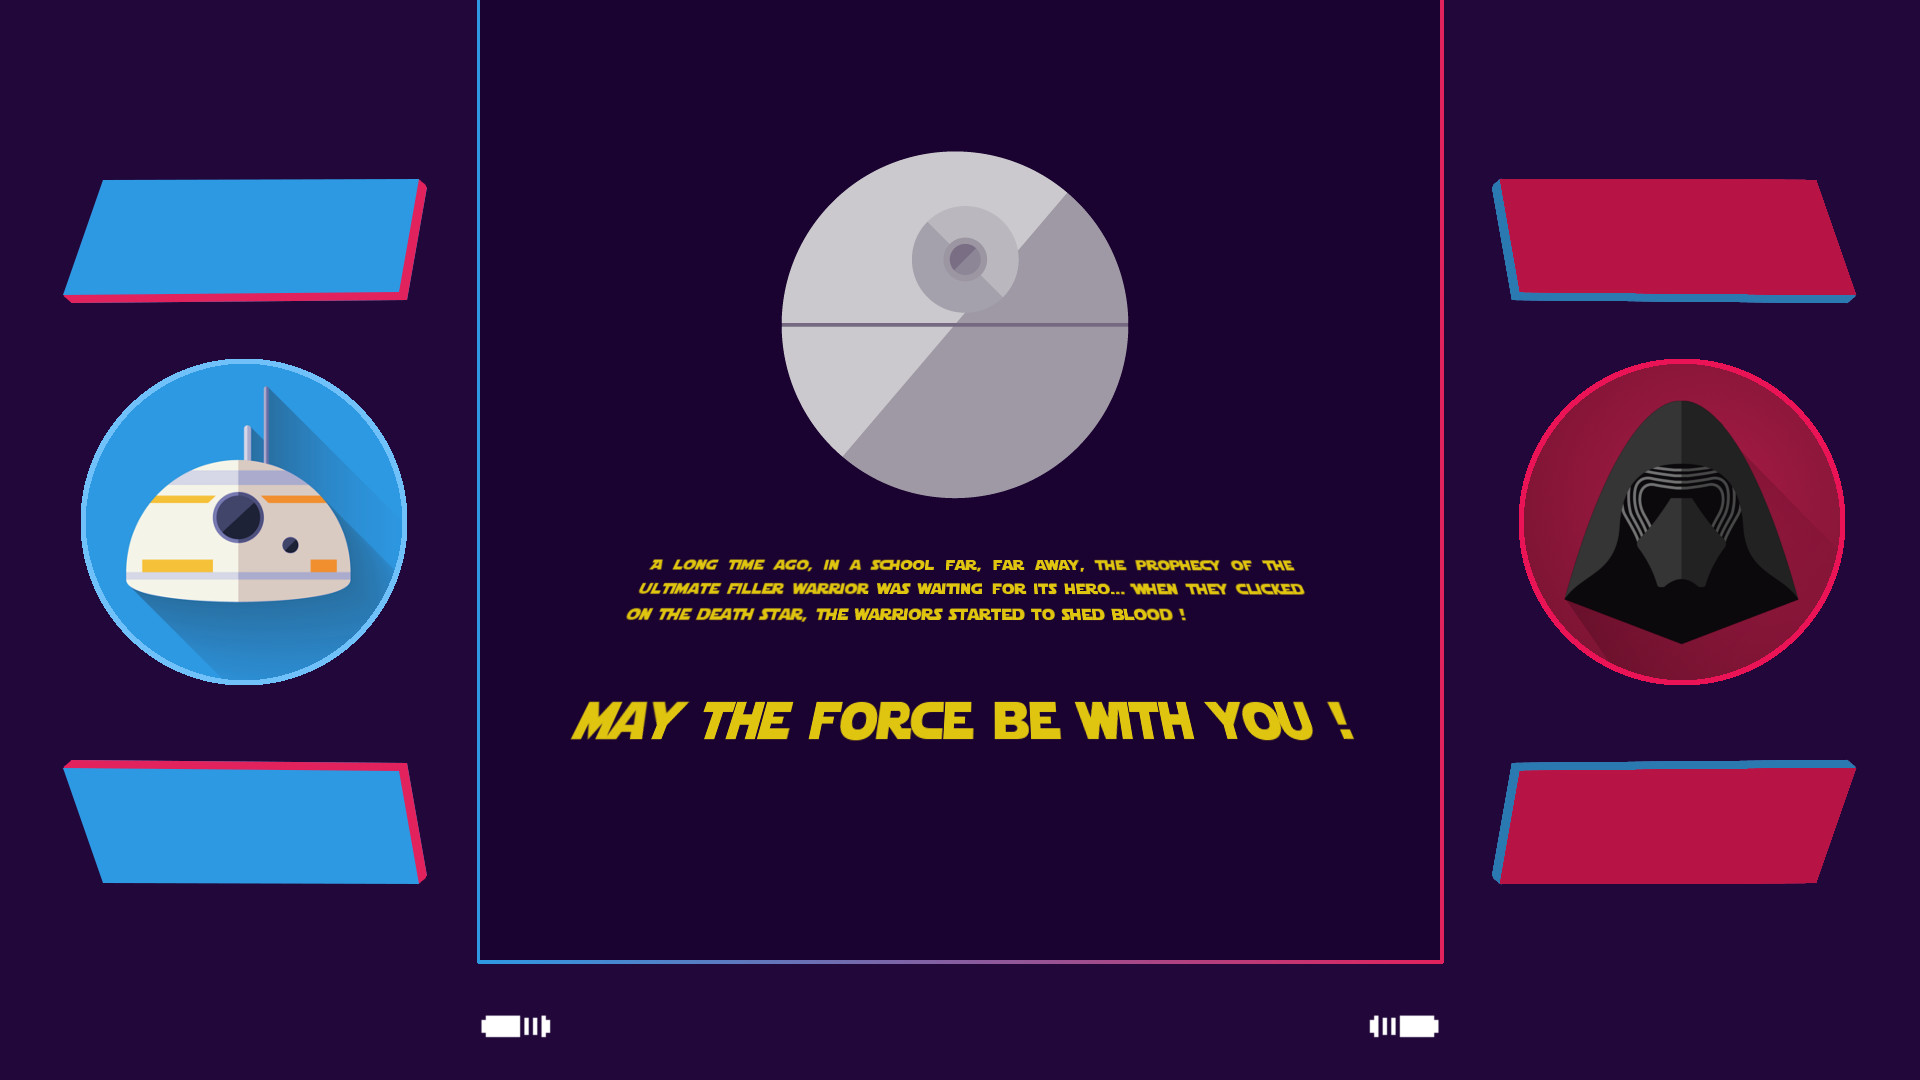 A LONG TIME AGO, IN A SCHOOL FAR, FAR AWAY, THE PROPHECY OF THE
ULTIMATE FILLER WARRIOR WAS WAITING FOR ITS HERO... WHEN THEY CLICKED
ON THE DEATH STAR, THE WARRIORS STARTED TO SHED BLOOD !
MAY THE FORCE BE WITH YOU !